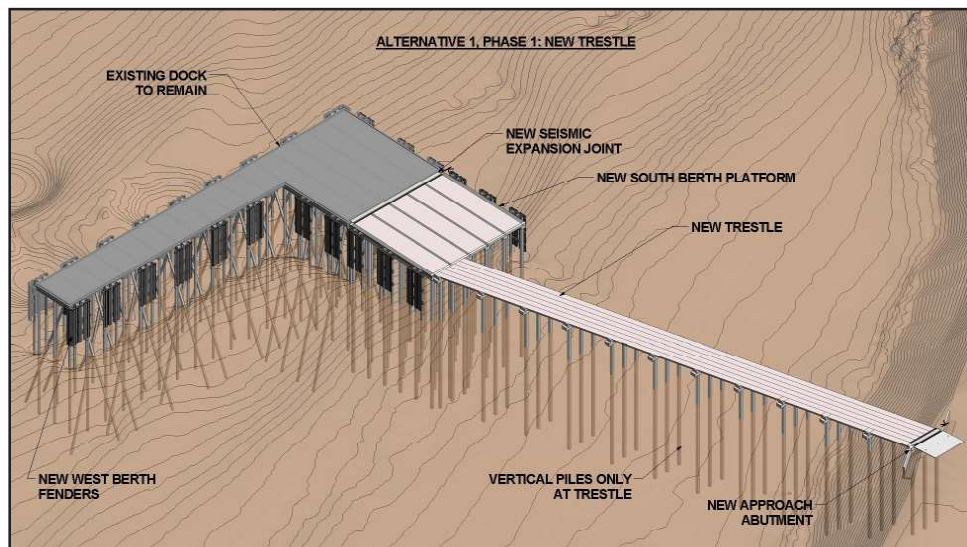 ALTERNATIVE 1, PHASE 1: NEW TRESTLE
EXISTING DOCK
TO REMAIN
NEW SEISMIC
EXPANSION JOINT
NEW SOUTH BERTH PLATFORM
NEW TRESTLE
NEW WEST BERTH
FENDERS
VERTICAL PILES ONLY
AT TRESTLE
NEW APPROACH
ABUTMENT